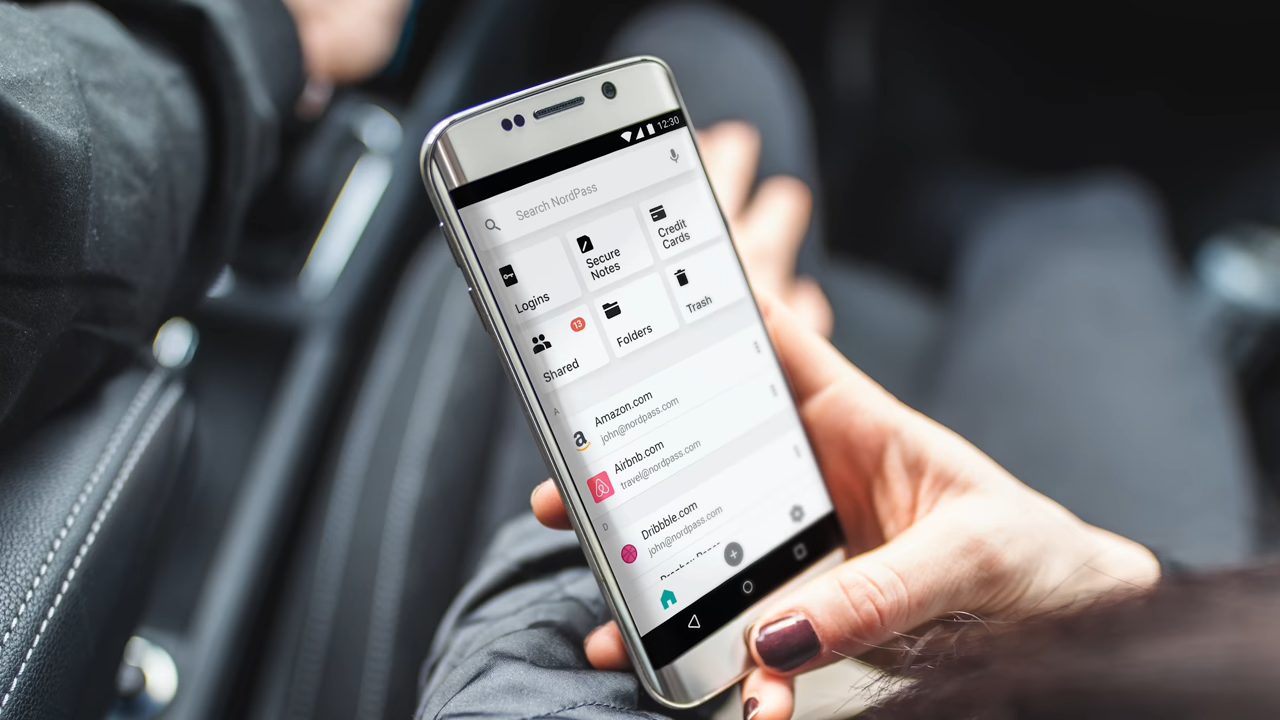 12:30
Search NordPass
Logins
Secure
Notes
Credit
Cards
Shared
13
Folders
Trash
A
Amazon.com
john@nordpass.com
Airbnb.com
travel@nordpass.com
D
Dribbble.com
john@nordpass.com